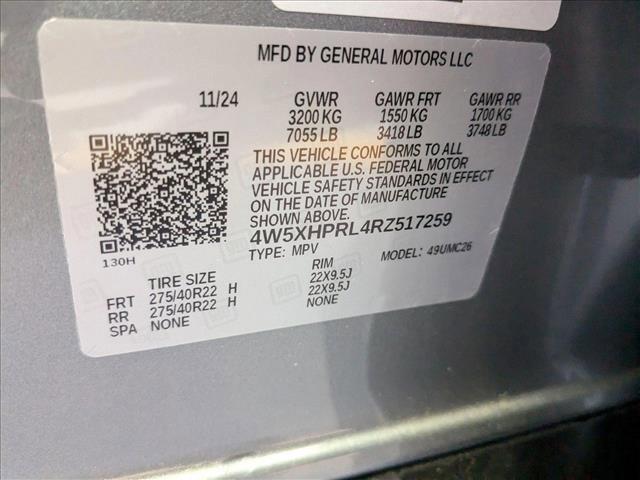 MFD BY GENERAL MOTORS LLC
11/24 GVWR GAWR FRT GAWR RR
3200 KG 1550 KG 1700 KG
7055 LB 3418 LB 3748 LB
THIS VEHICLE CONFORMS TO ALL
APPLICABLE U.S. FEDERAL MOTOR
VEHICLE SAFETY STANDARDS IN EFFECT
ON THE DATE OF MANUFACTURE
SHOWN ABOVE.
4W5XHPRL4RZ517259
TYPE: MPV MODEL: 49UMC26
130H
TIRE SIZE RIM
FRT 275/40R22 H 22X9.5J
RR 275/40R22 H 22X9.5J
SPA NONE NONE